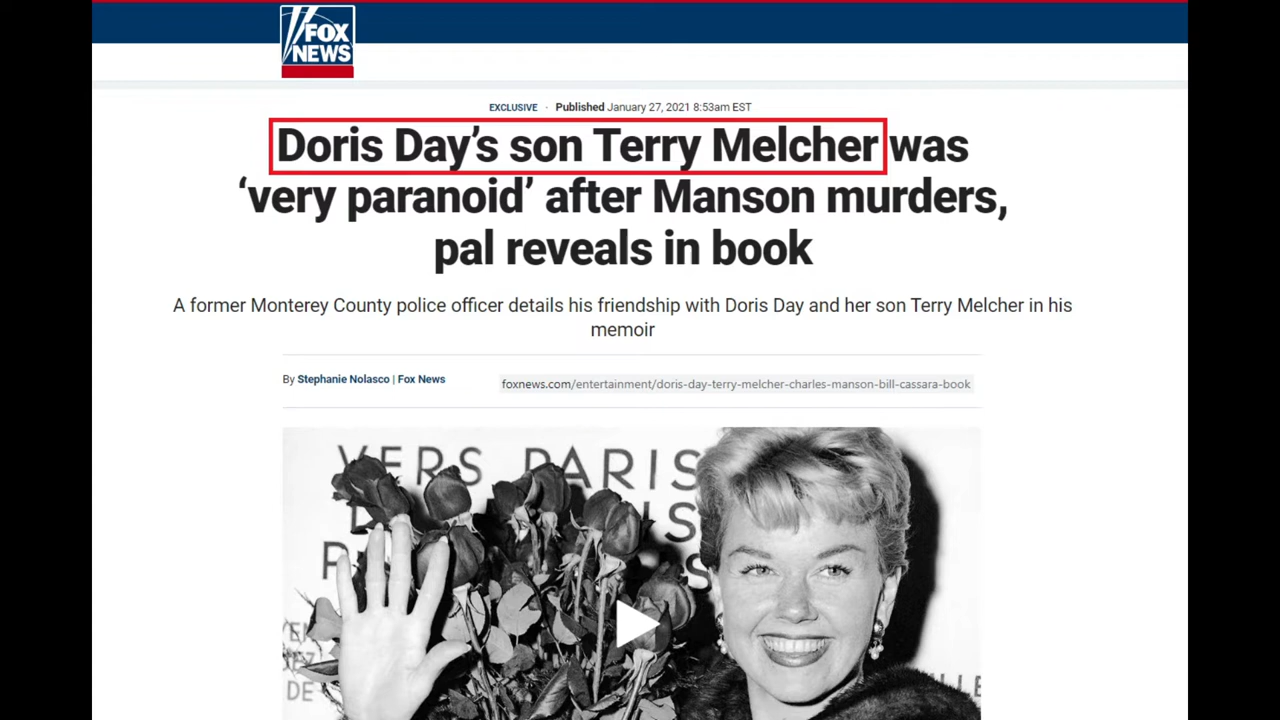 FOX
NEWS
EXCLUSIVE · Published January 27, 2021 8:53am EST
Doris Day’s son Terry Melcher was
‘very paranoid’ after Manson murders,
pal reveals in book
A former Monterey County police officer details his friendship with Doris Day and her son Terry Melcher in his
memoir
By Stephanie Nolasco | Fox News
foxnews.com/entertainment/doris-day-terry-melcher-charles-manson-bill-cassara-book
VERS PARIS